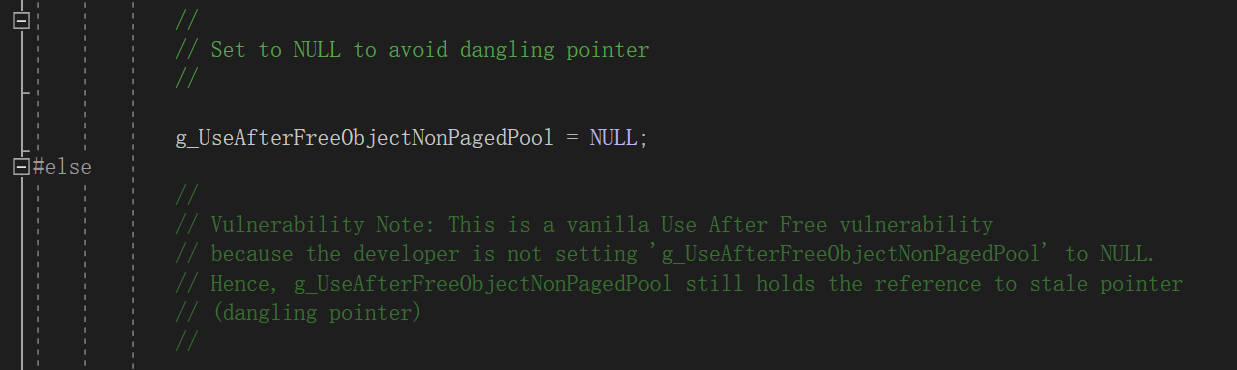 //
// Set to NULL to avoid dangling pointer
//
g_UseAfterFreeObjectNonPagedPool = NULL;
#else
//
// Vulnerability Note: This is a vanilla Use After Free vulnerability
// because the developer is not setting 'g_UseAfterFreeObjectNonPagedPool' to NULL.
// Hence, g_UseAfterFreeObjectNonPagedPool still holds the reference to stale pointer
// (dangling pointer)
//